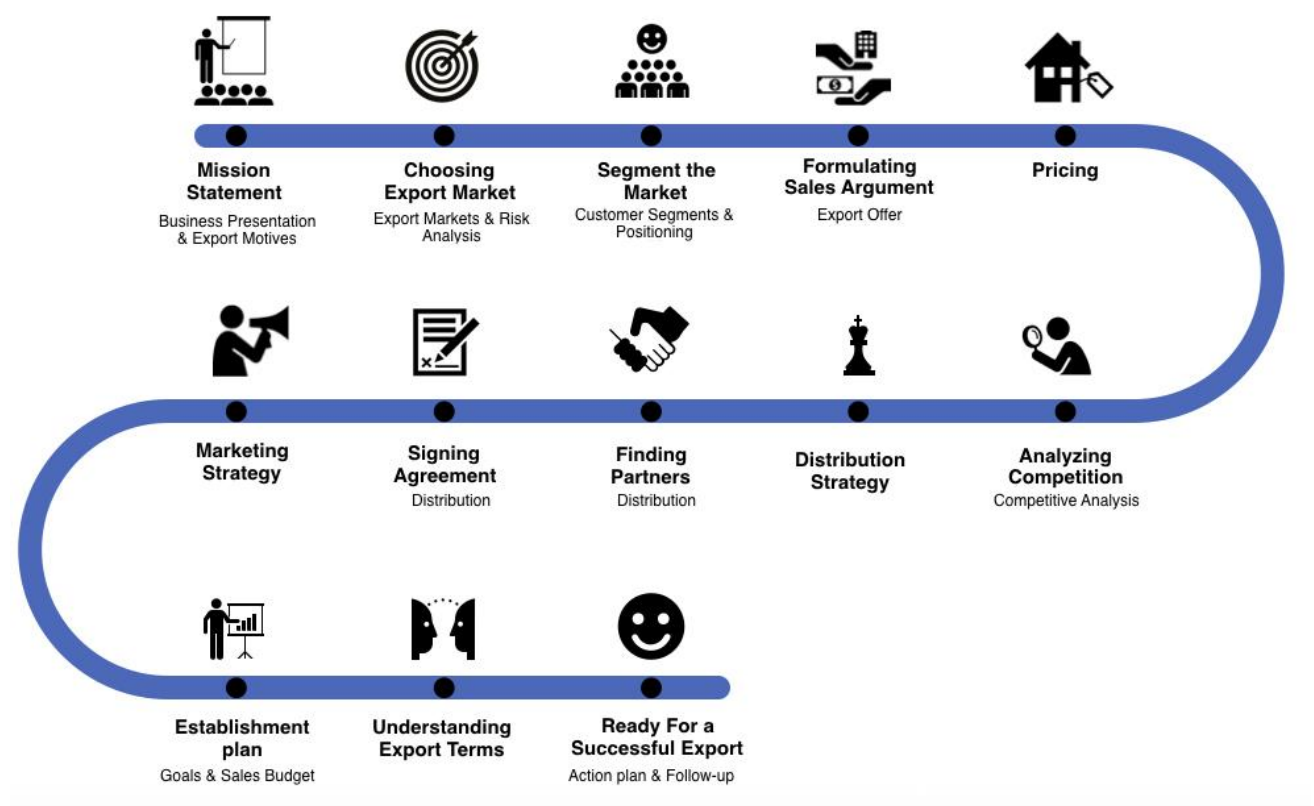 Mission
Statement
Business Presentation
& Export Motives
Choosing
Export Market
Export Markets & Risk
Analysis
Segment the
Market
Customer Segments &
Positioning
Formulating
Sales Argument
Export Offer
Pricing
Marketing
Strategy
Signing
Agreement
Distribution
Finding
Partners
Distribution
Distribution
Strategy
Analyzing
Competition
Competitive Analysis
Establishment
plan
Goals & Sales Budget
Understanding
Export Terms
Ready For a
Successful Export
Action plan & Follow-up